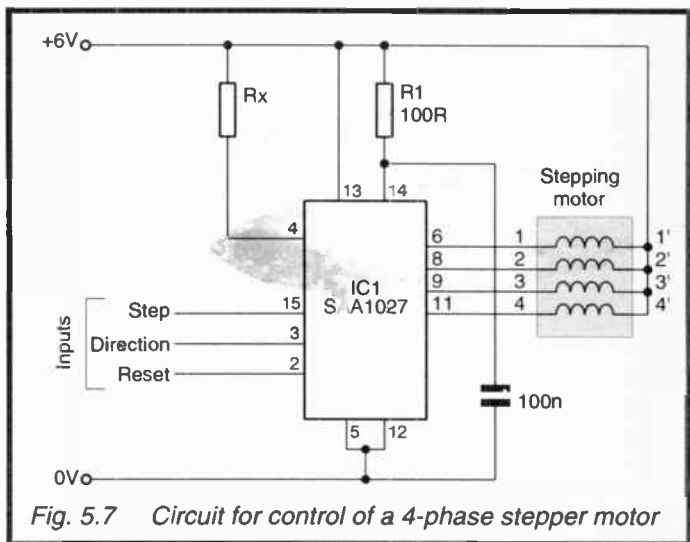 +6V
Rx
R1
100R
13
14
Stepping
motor
4
6
1
1'
8
2
2'
9
3
3'
11
4
4'
IC1
SAA1027
Inputs
Step
15
Direction
3
Reset
2
5
12
100n
0V
Fig. 5.7 Circuit for control of a 4-phase stepper motor